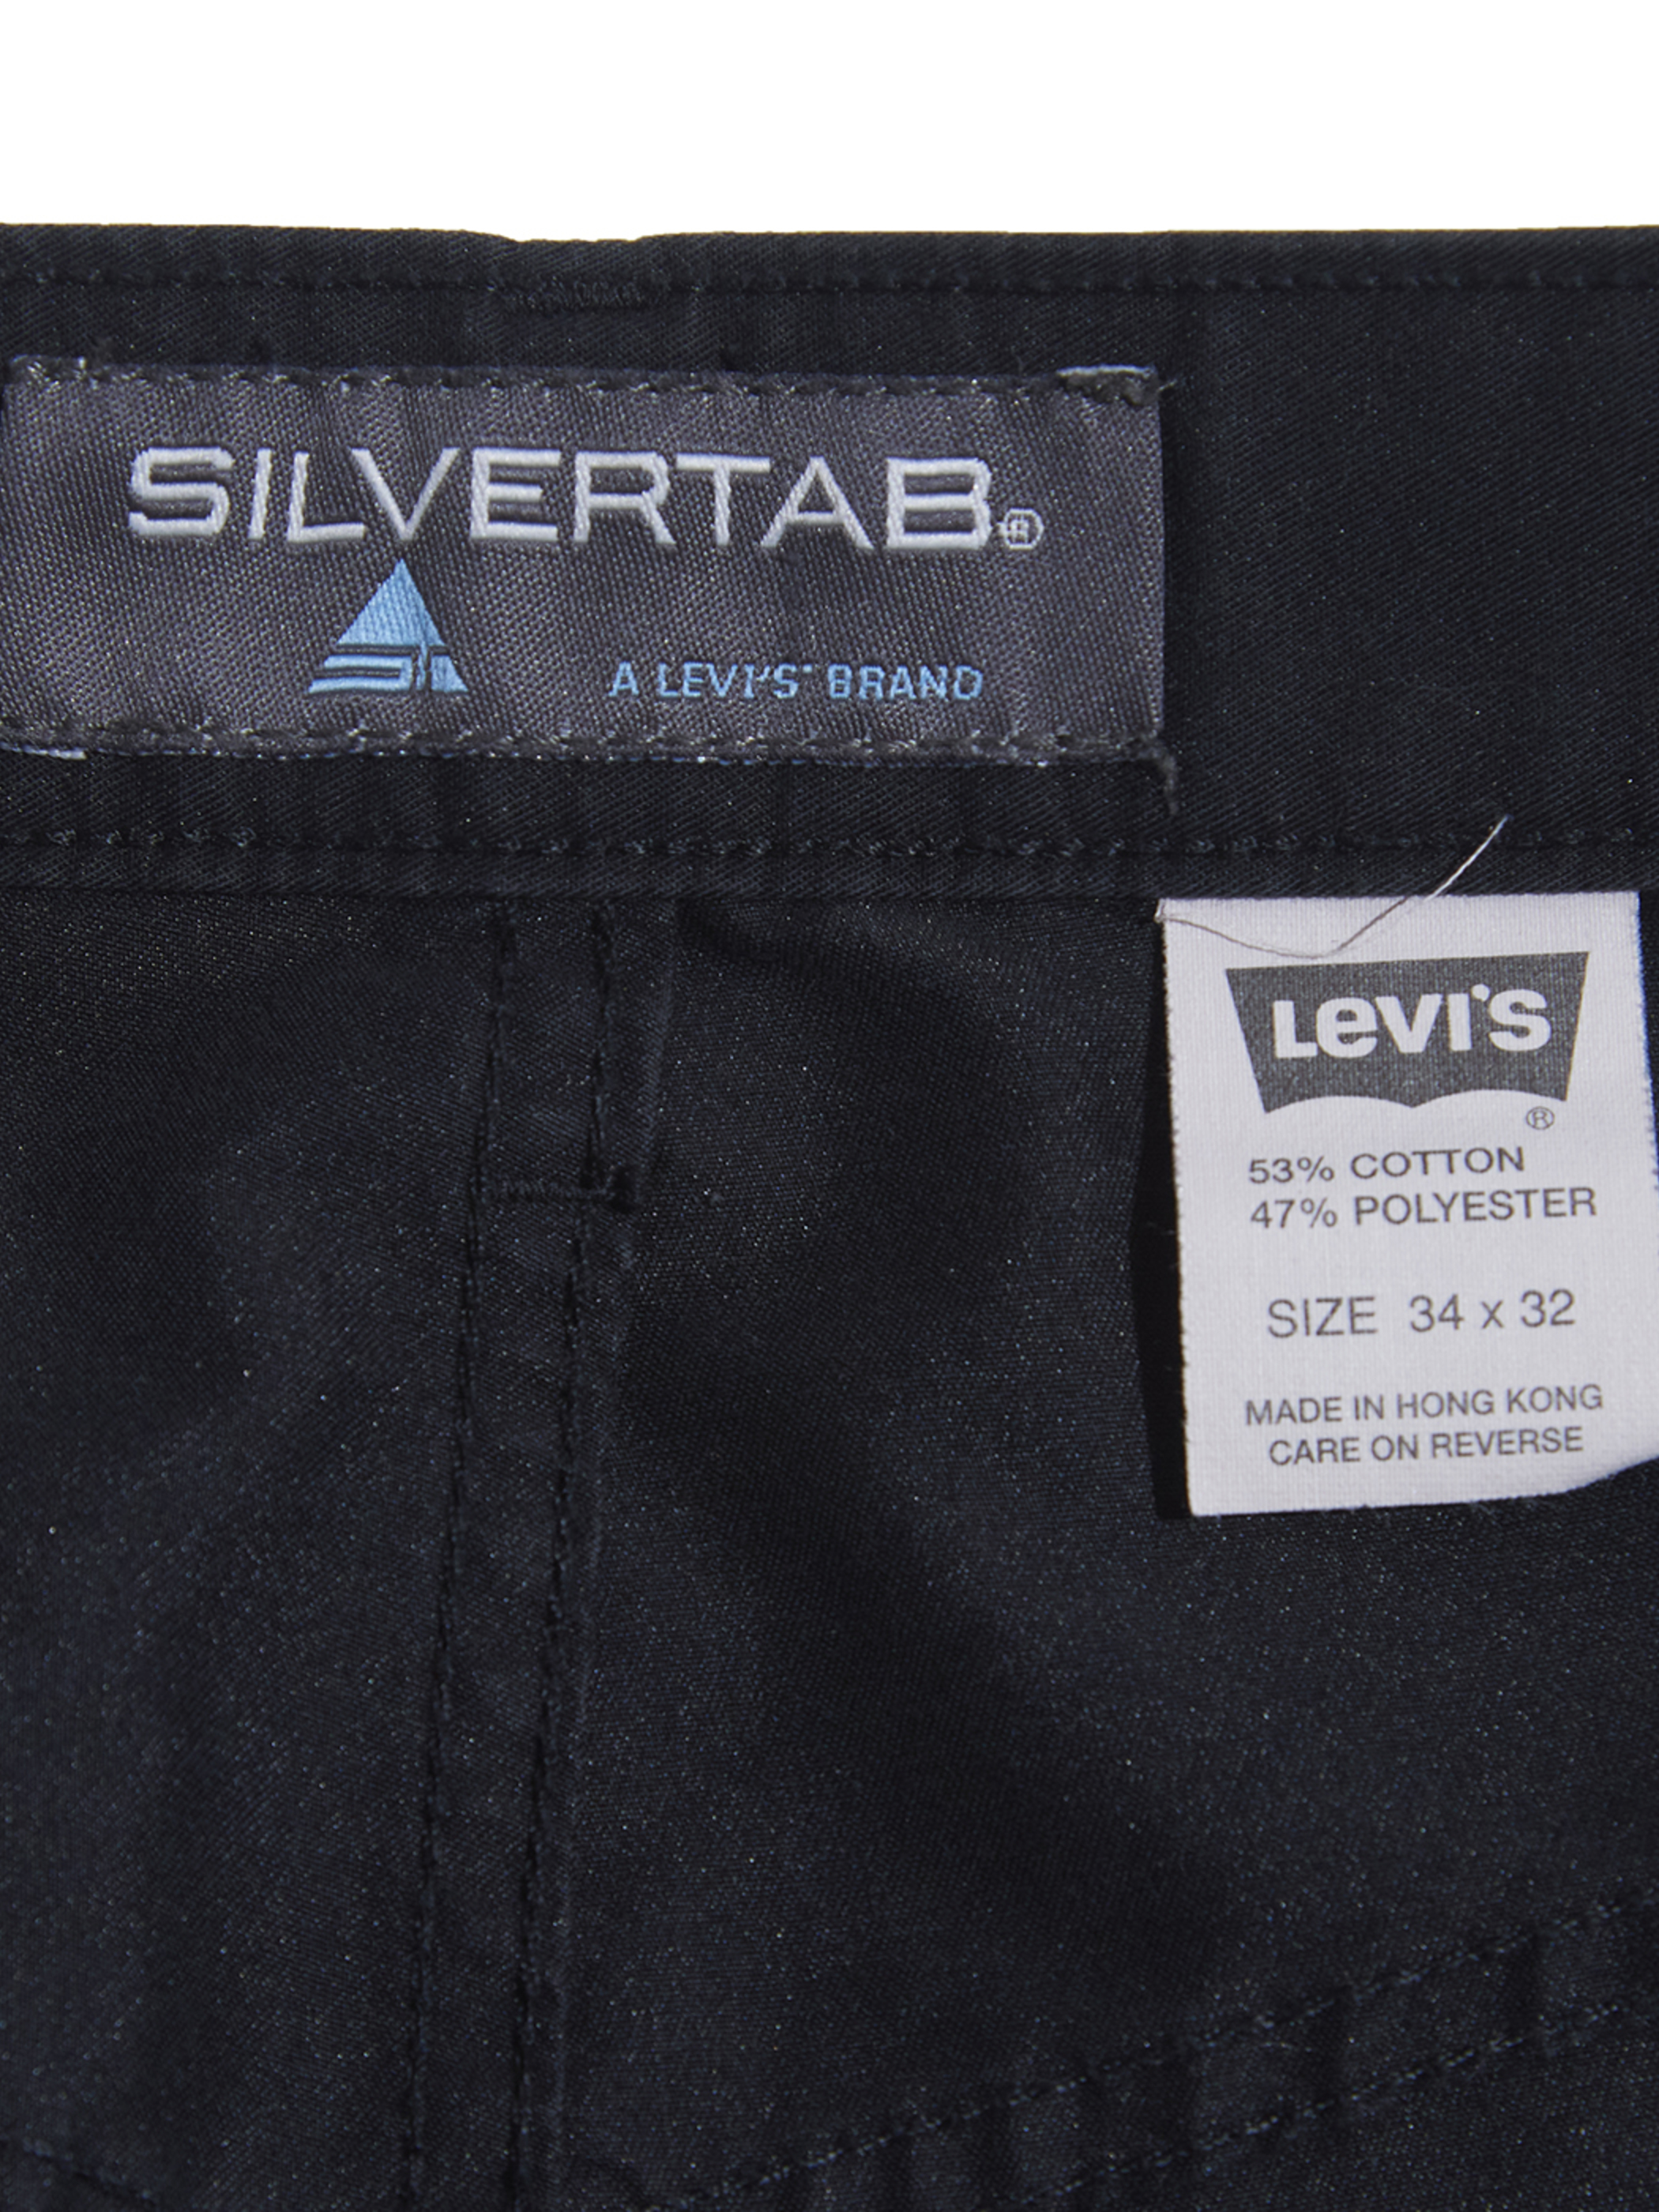 SILVERTAB®
A LEVI'S® BRAND
LEVI'S
®
53% COTTON
47% POLYESTER
SIZE 34 x 32
MADE IN HONG KONG
CARE ON REVERSE